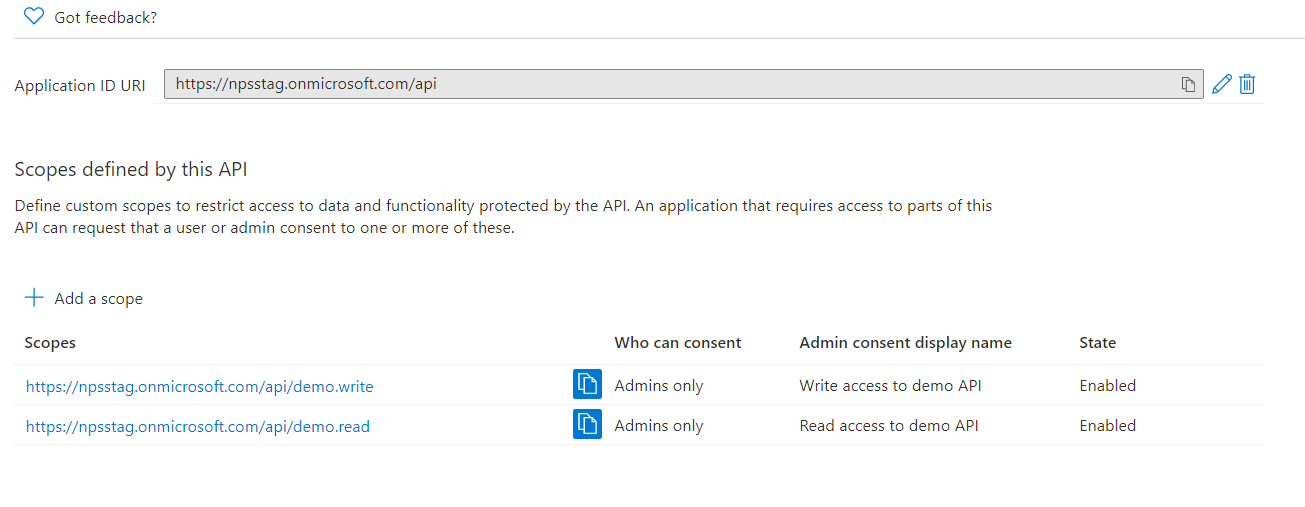 Got feedback?
Application ID URI https://npsstag.onmicrosoft.com/api
Scopes defined by this API
Define custom scopes to restrict access to data and functionality protected by the API. An application that requires access to parts of this
API can request that a user or admin consent to one or more of these.
Add a scope
Scopes Who can consent Admin consent display name State
https://npsstag.onmicrosoft.com/api/demo.write Admins only Write access to demo API Enabled
https://npsstag.onmicrosoft.com/api/demo.read Admins only Read access to demo API Enabled